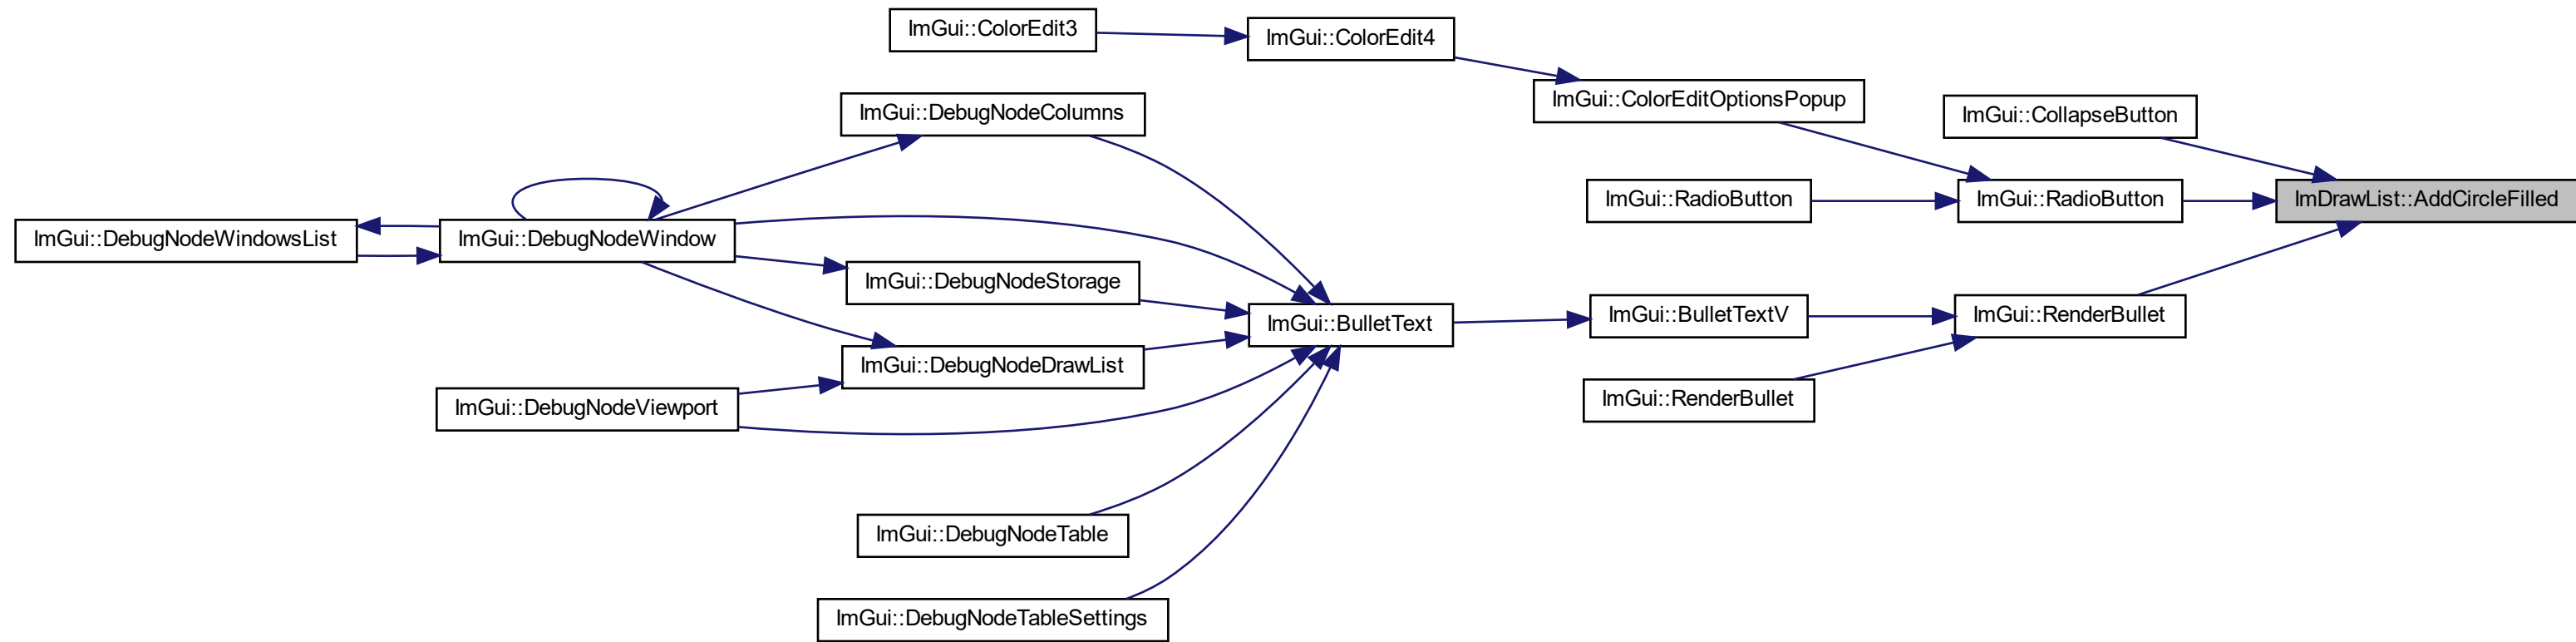 ImGui::ColorEdit3
ImGui::ColorEdit4
ImGui::ColorEditOptionsPopup
ImGui::DebugNodeColumns
ImGui::CollapseButton
ImGui::RadioButton
ImGui::RadioButton
ImDrawList::AddCircleFilled
ImGui::DebugNodeWindowsList
ImGui::DebugNodeWindow
ImGui::DebugNodeStorage
ImGui::BulletText
ImGui::BulletTextV
ImGui::RenderBullet
ImGui::DebugNodeDrawList
ImGui::DebugNodeViewport
ImGui::RenderBullet
ImGui::DebugNodeTable
ImGui::DebugNodeTableSettings